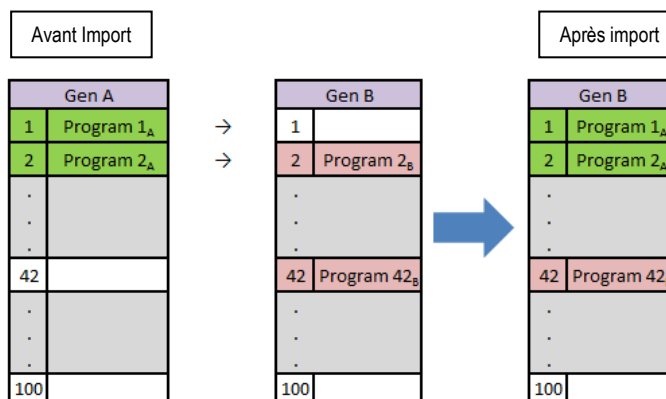 Avant Import
Après import
Gen A
Gen B
Gen B
1 Program 1A → 1 1 Program 1A
2 Program 2A → 2 Program 2B 2 Program 2A
. . .
. . .
. . .
42 42 Program 42B 42 Program 42
. . .
. . .
. . .
100 100 100